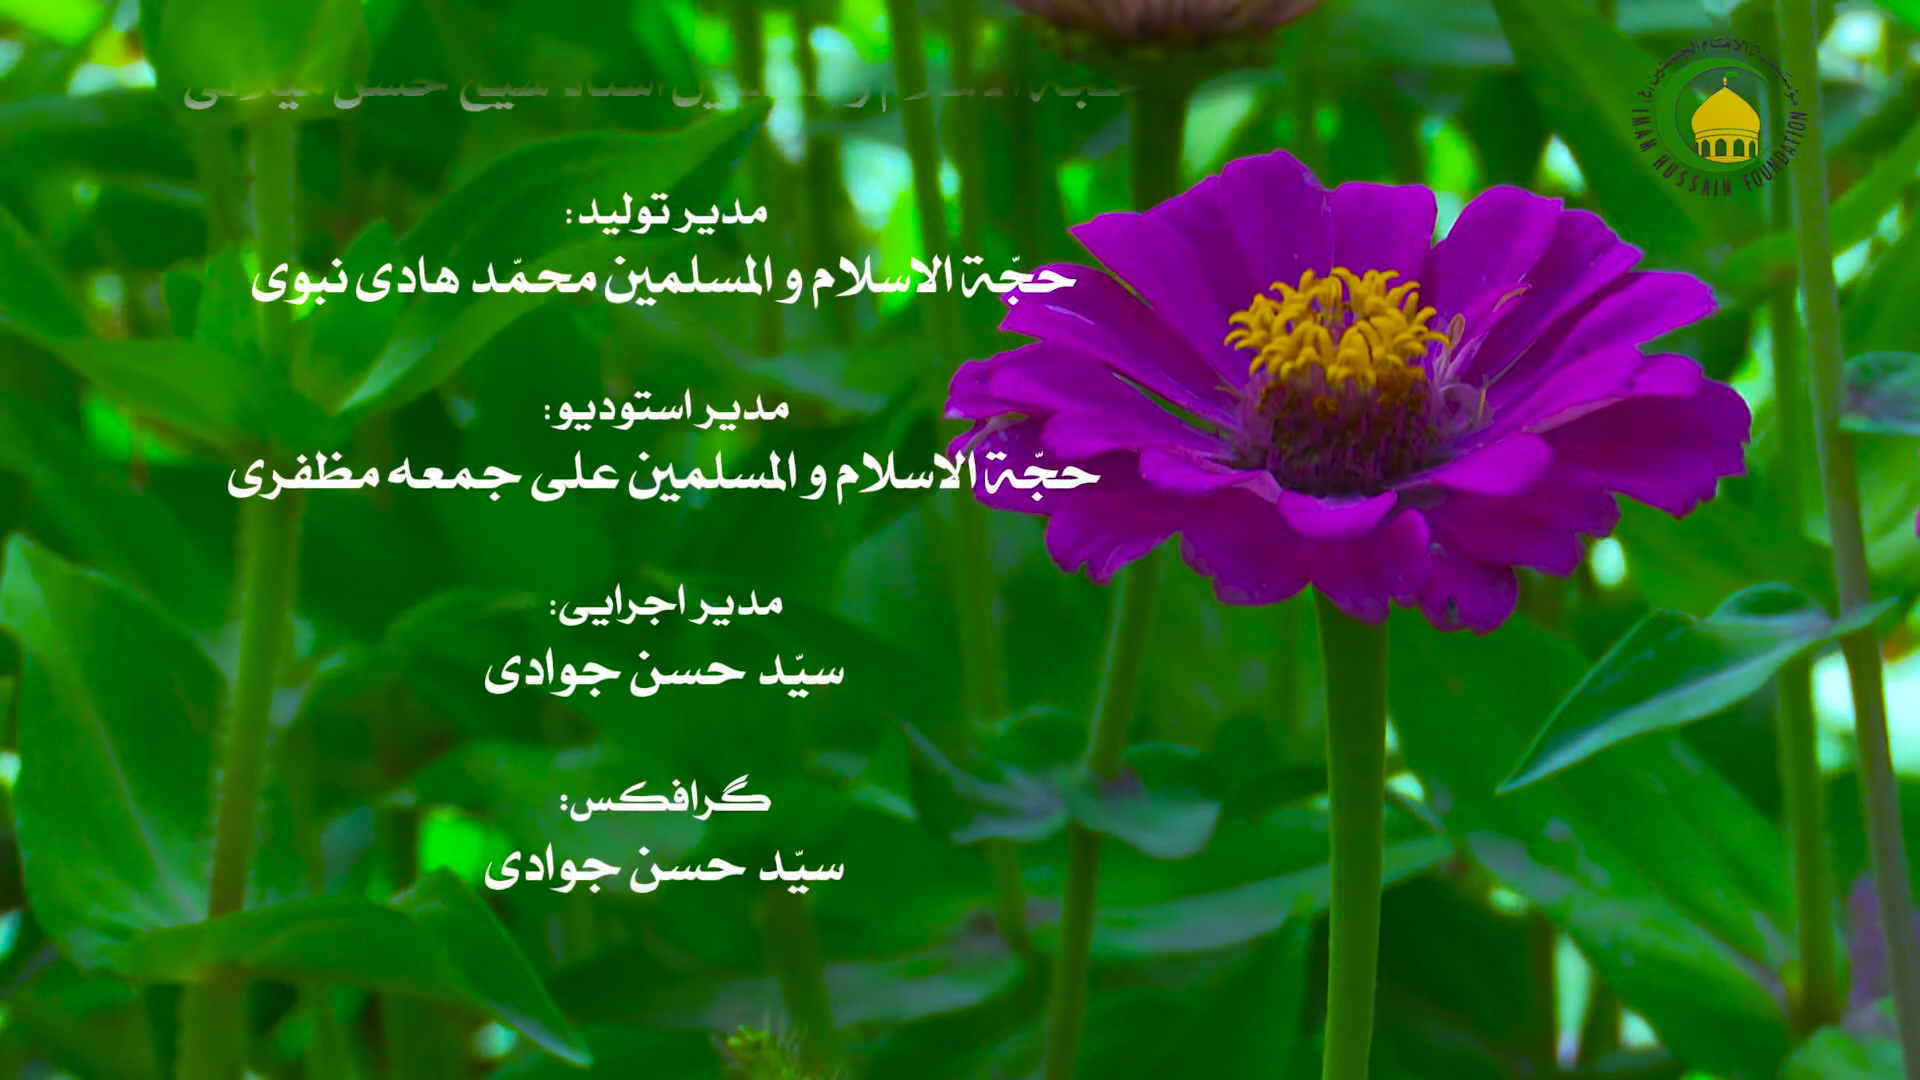 مدیر تولید:
حجّة الاسلام و المسلمین محمّد هادی نبوی
مدیر استودیو:
حجّة الاسلام و المسلمین علی جمعه مظفری
مدیر اجرایی:
سیّد حسن جوادی
گرافکس:
سیّد حسن جوادی
IMAM HUSSAIN FOUNDATION